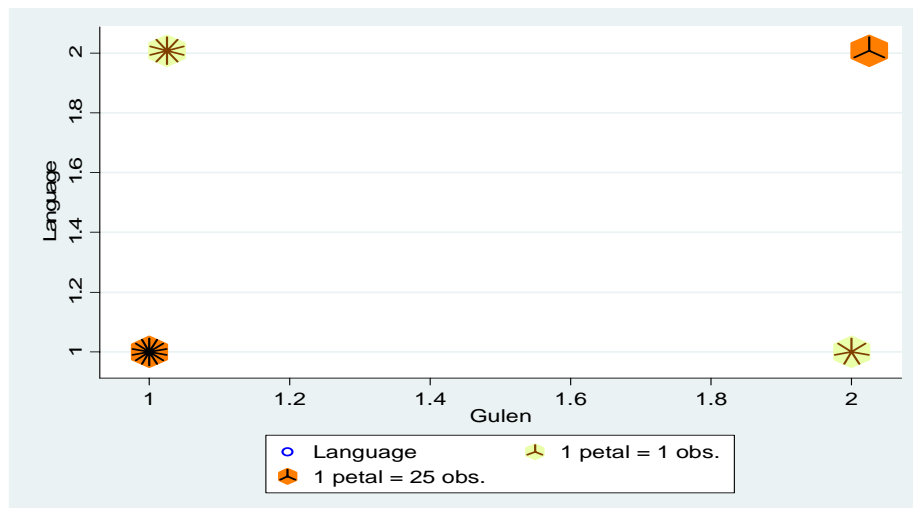 Language
2
1.8
1.6
1.4
1.2
1
1 1.2 1.4 1.6 1.8 2
Gulen
Language 1 petal = 1 obs.
1 petal = 25 obs.